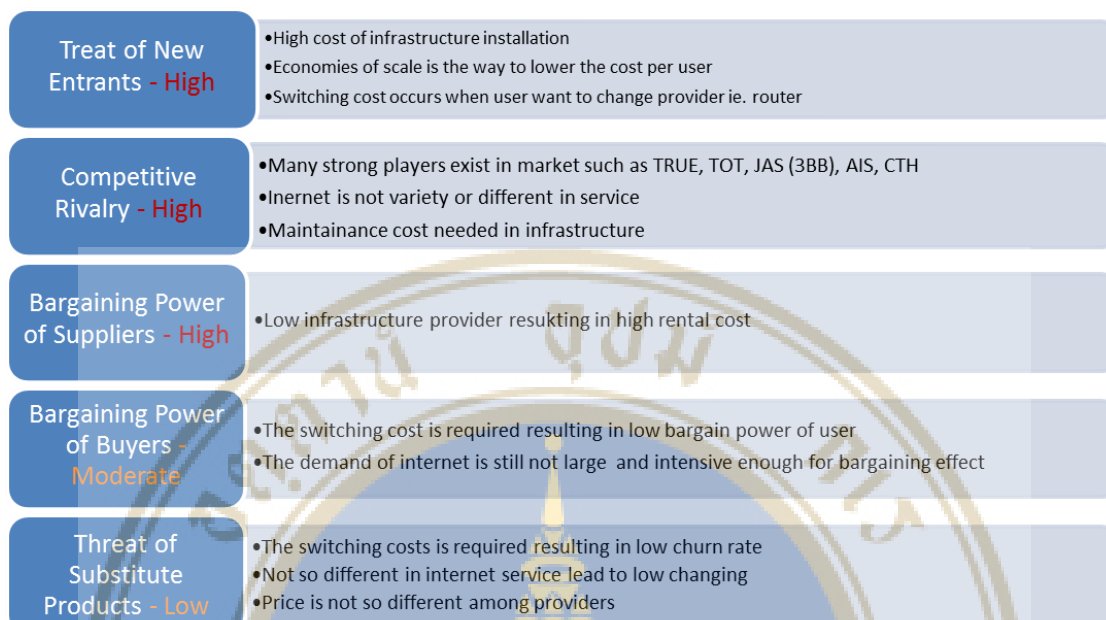 Treat of New
Entrants - High
•High cost of infrastructure installation
•Economies of scale is the way to lower the cost per user
•Switching cost occurs when user want to change provider ie. router
Competitive
Rivalry - High
•Many strong players exist in market such as TRUE, TOT, JAS (3BB), AIS, CTH
•Inernet is not variety or different in service
•Maintainance cost needed in infrastructure
Bargaining Power
of Suppliers - High
•Low infrastructure provider resukting in high rental cost
Bargaining Power
of Buyers -
Moderate
•The switching cost is required resulting in low bargain power of user
•The demand of internet is still not large and intensive enough for bargaining effect
Threat of
Substitute
Products - Low
•The switching costs is required resulting in low churn rate
•Not so different in internet service lead to low changing
•Price is not so different among providers